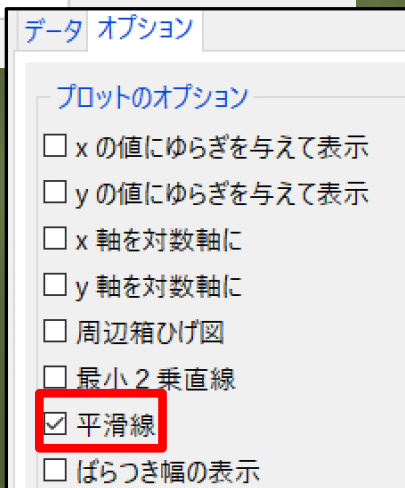 データ オプション
プロットのオプション
x の値にゆらぎを与えて表示
y の値にゆらぎを与えて表示
x 軸を対数軸に
y 軸を対数軸に
周辺箱ひげ図
最小２乗直線
平滑線
ばらつき幅の表示